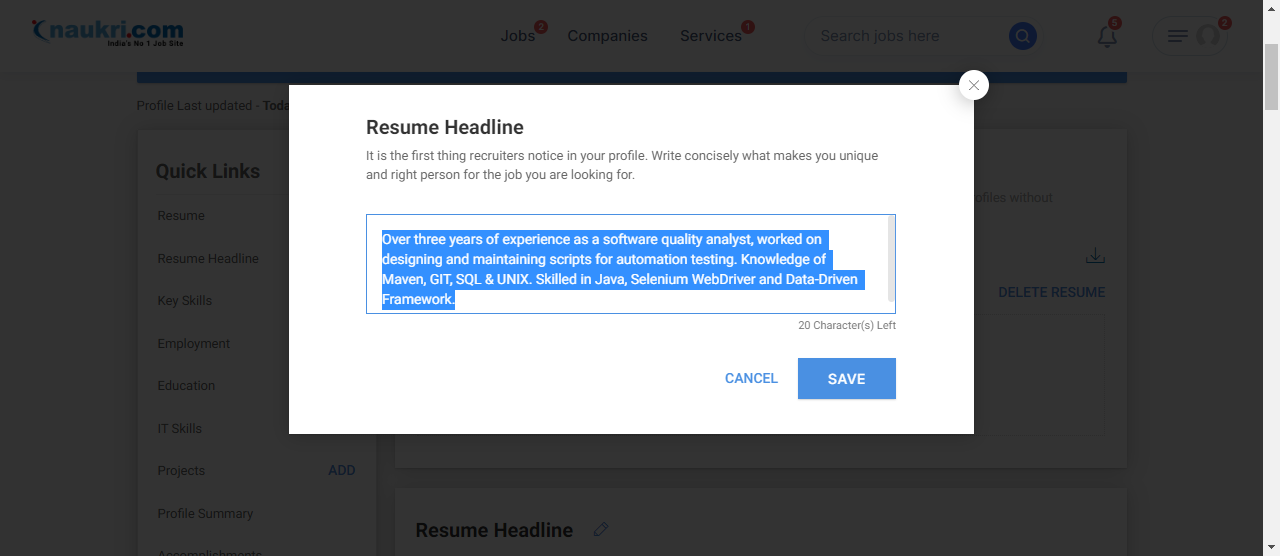 naukri.com
India's No 1 Job Site
Jobs 2
Companies
Services 1
Search jobs here
5
2
Profile Last updated - Toda
Quick Links
Resume
Resume Headline
Key Skills
Employment
Education
IT Skills
Projects ADD
Profile Summary
Accomplishments
Resume Headline
It is the first thing recruiters notice in your profile. Write concisely what makes you unique
and right person for the job you are looking for.
Over three years of experience as a software quality analyst, worked on
designing and maintaining scripts for automation testing. Knowledge of
Maven, GIT, SQL & UNIX. Skilled in Java, Selenium WebDriver and Data-Driven
Framework.
20 Character(s) Left
CANCEL SAVE
ofiles without
DELETE RESUME
Resume Headline